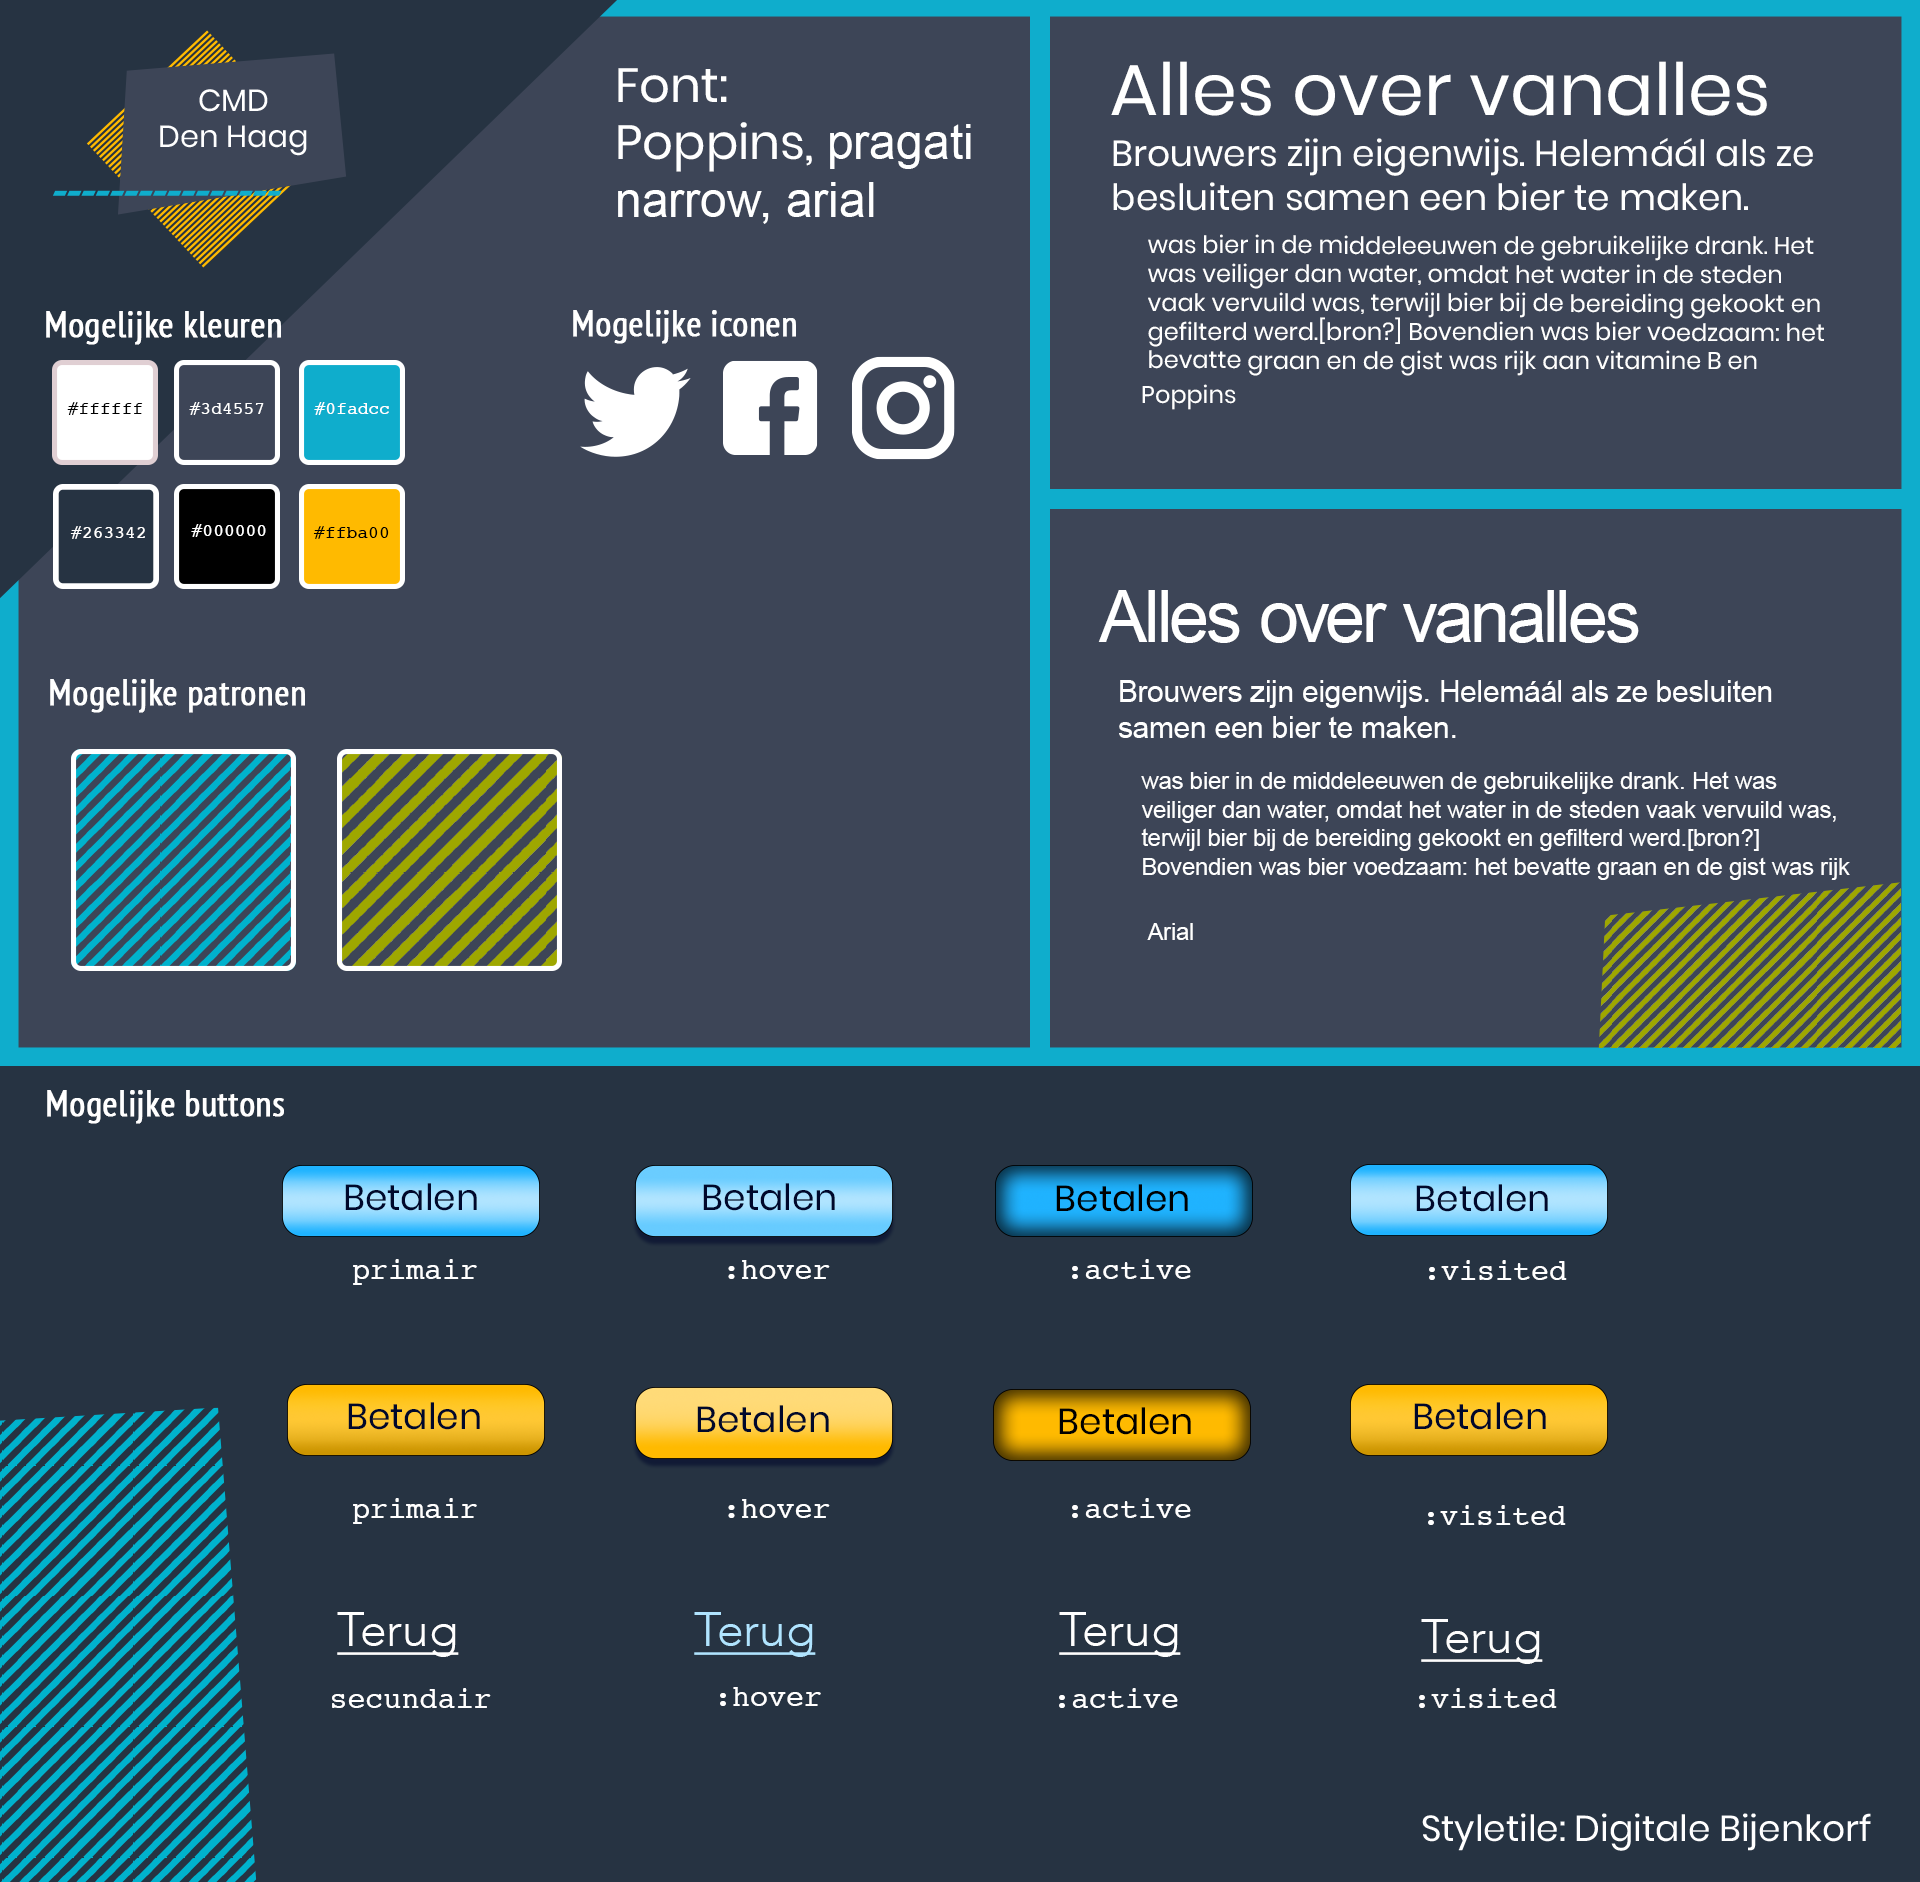 CMD
Den Haag
Font:
Poppins, pragati
narrow, arial
Mogelijke kleuren
#ffffff
#3d4557
#0fadcc
#263342
#000000
#ffba00
Mogelijke iconen
Mogelijke patronen
Alles over vanalles
Brouwers zijn eigenwijs. Helemáál als ze
besluiten samen een bier te maken.
was bier in de middeleeuwen de gebruikelijke drank. Het
was veiliger dan water, omdat het water in de steden
vaak vervuild was, terwijl bier bij de bereiding gekookt en
gefilterd werd.[bron?] Bovendien was bier voedzaam: het
bevatte graan en de gist was rijk aan vitamine B en
Poppins
Alles over vanalles
Brouwers zijn eigenwijs. Helemáál als ze besluiten
samen een bier te maken.
was bier in de middeleeuwen de gebruikelijke drank. Het was
veiliger dan water, omdat het water in de steden vaak vervuild was,
terwijl bier bij de bereiding gekookt en gefilterd werd.[bron?]
Bovendien was bier voedzaam: het bevatte graan en de gist was rijk
Arial
Mogelijke buttons
Betalen
Betalen
Betalen
Betalen
primair
:hover
:active
:visited
Betalen
Betalen
Betalen
Betalen
primair
:hover
:active
:visited
Terug
Terug
Terug
Terug
secundair
:hover
:active
:visited
Styletile: Digitale Bijenkorf